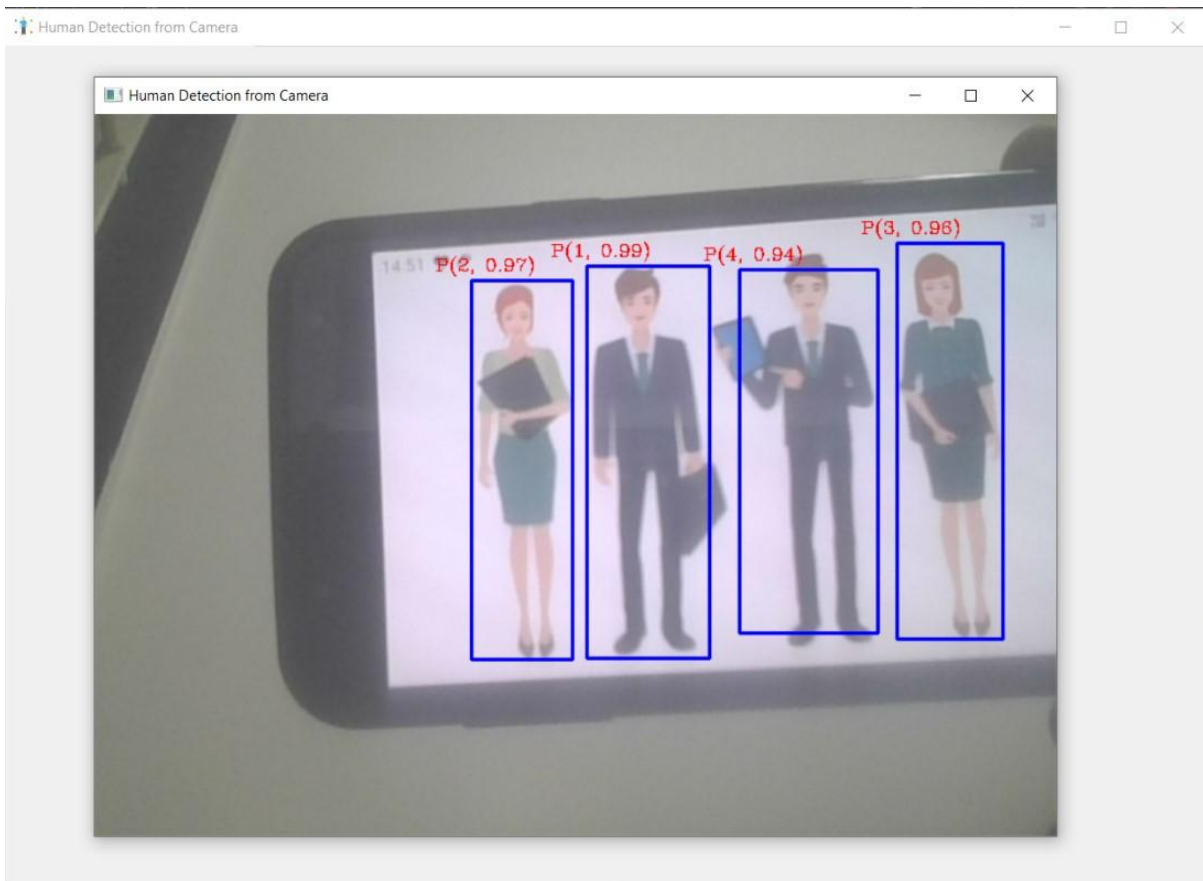 Human Detection from Camera
Human Detection from Camera
P(3, 0.96)
P(1, 0.99)
P(4, 0.94)
14:51
P(2, 0.97)